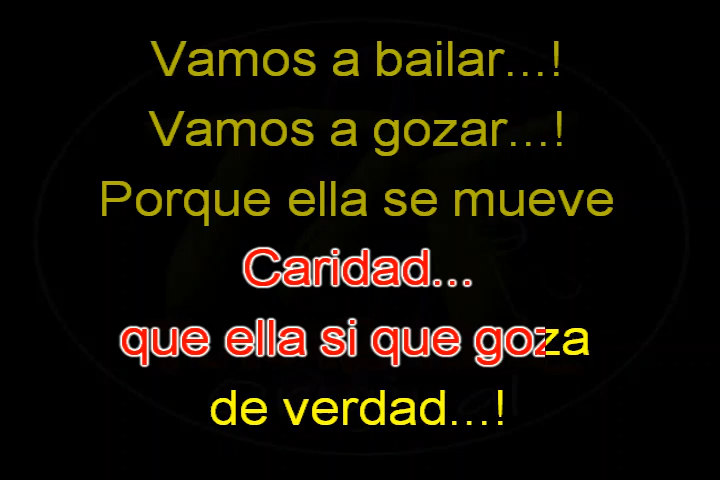 Vamos a bailar...!
Vamos a gozar...!
Porque ella se mueve
Caridad...
que ella si que goza
de verdad...!